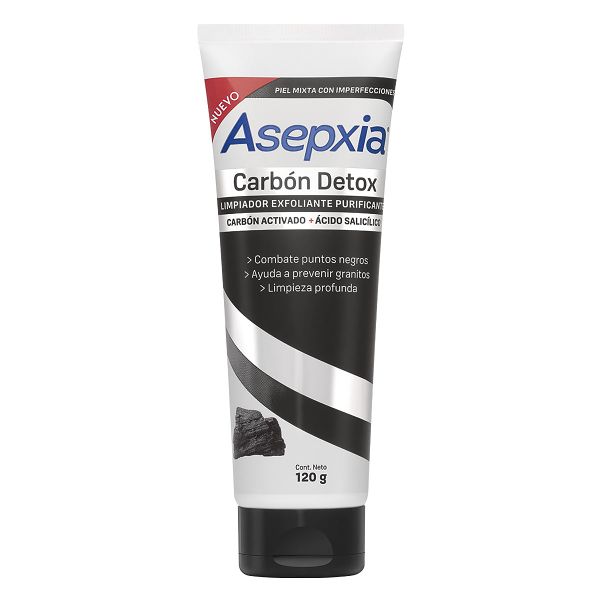 NUEVO
PIEL MIXTA CON IMPERFECCIONES
Asepxia
Carbón Detox
LIMPIADOR EXFOLIANTE PURIFICANTE
CARBÓN ACTIVADO + ÁCIDO SALICÍLICO
> Combate puntos negros
> Ayuda a prevenir granitos
> Limpieza profunda
Cont. Neto
120 g